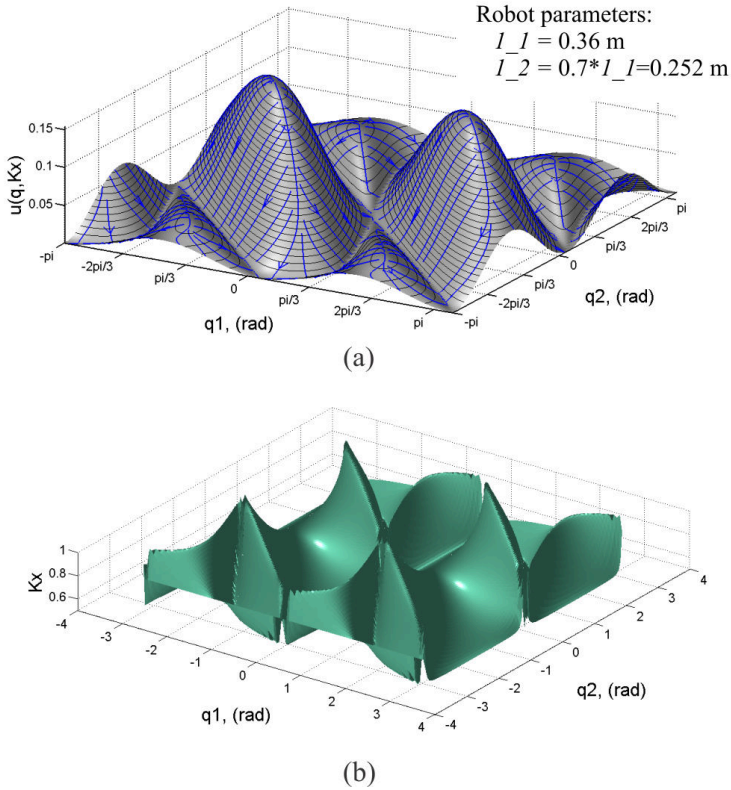 Robot parameters:
l_1 = 0.36 m
l_2 = 0.7*l_1=0.252 m
u(q,Kx)
0.15
0.1
0.05
-pi
-2pi/3
pi/3
0
pi/3
2pi/3
pi
q1, (rad)
-pi
-2pi/3
pi/3
0
pi/3
2pi/3
pi
q2, (rad)
(a)
Kx
1
0.8
0.6
-4
-3
-2
-1
0
1
2
3
4
q1, (rad)
-4
-3
-2
-1
0
1
2
3
4
q2, (rad)
(b)